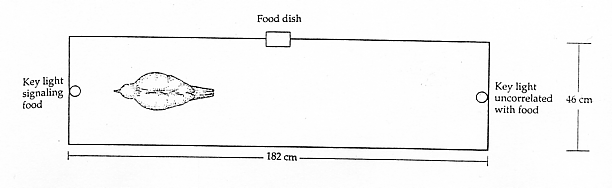 Food dish
Key light
signaling
food
Key light
uncorrelated
with food
46 cm
182 cm